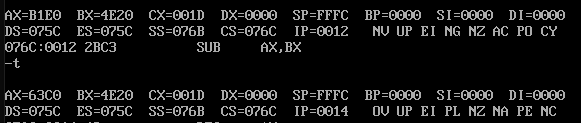 AX=B1E0 BX=4E20 CX=001D DX=0000 SP=FFFC BP=0000 SI=0000 DI=0000
DS=075C ES=075C SS=076B CS=076C IP=0012 NV UP EI NG NZ AC PO CY
076C:0012 2BC3 SUB AX,BX
-t
AX=63C0 BX=4E20 CX=001D DX=0000 SP=FFFC BP=0000 SI=0000 DI=0000
DS=075C ES=075C SS=076B CS=076C IP=0014 OV UP EI PL NZ NA PE NC